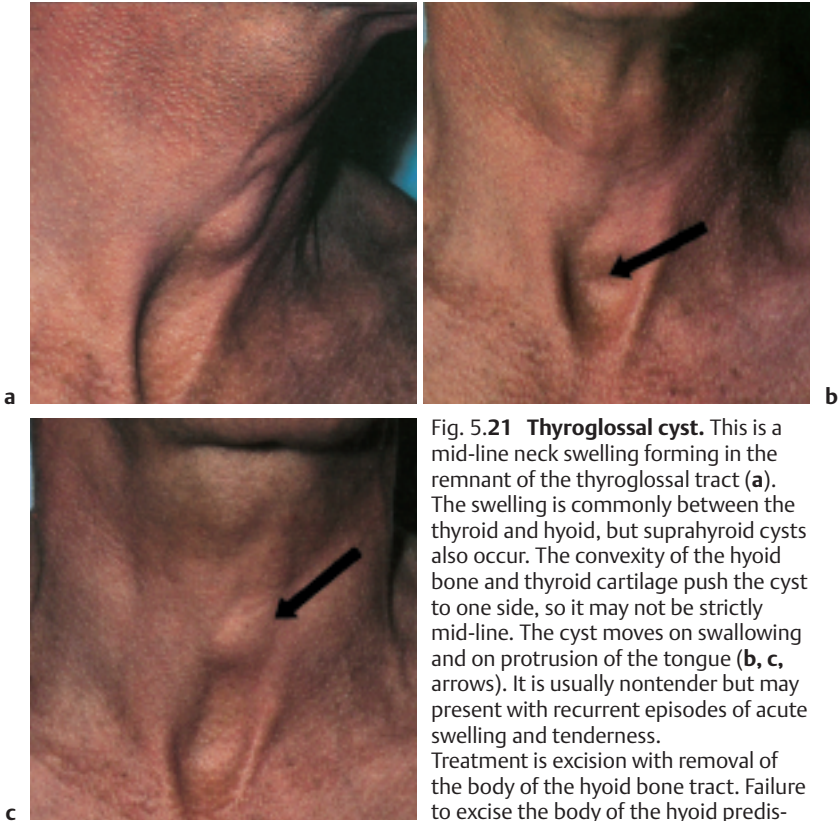 a
b
c
Fig. 5.21 Thyroglossal cyst. This is a
mid-line neck swelling forming in the
remnant of the thyroglossal tract (a).
The swelling is commonly between the
thyroid and hyoid, but suprahyroid cysts
also occur. The convexity of the hyoid
bone and thyroid cartilage push the cyst
to one side, so it may not be strictly
mid-line. The cyst moves on swallowing
and on protrusion of the tongue (b, c,
arrows). It is usually nontender but may
present with recurrent episodes of acute
swelling and tenderness.
Treatment is excision with removal of
the body of the hyoid bone tract. Failure
to excise the body of the hyoid predis-